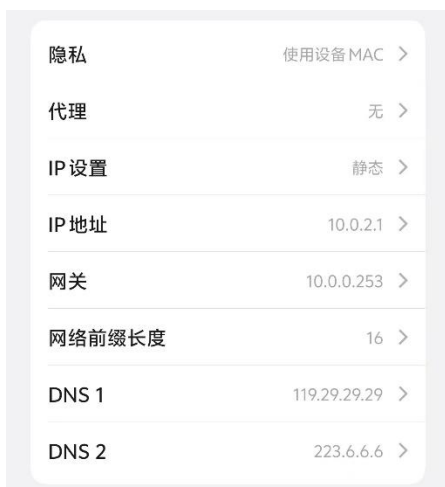 隐私 使用设备MAC
代理 无
IP设置 静态
IP地址 10.0.2.1
网关 10.0.0.253
网络前缀长度 16
DNS 1 119.29.29.29
DNS 2 223.6.6.6